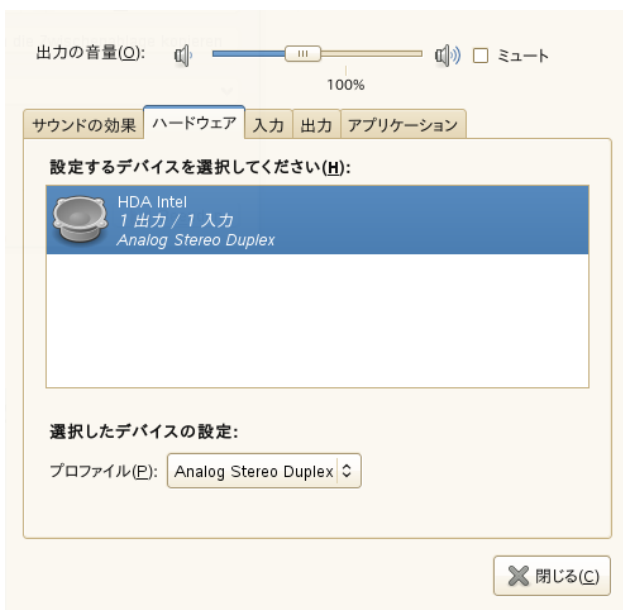 出力の音量(O):
ミュート
100%
サウンドの効果 ハードウェア 入力 出力 アプリケーション
設定するデバイスを選択してください(H):
HDA Intel
1 出力 / 1 入力
Analog Stereo Duplex
選択したデバイスの設定:
プロファイル(P): Analog Stereo Duplex
閉じる(C)